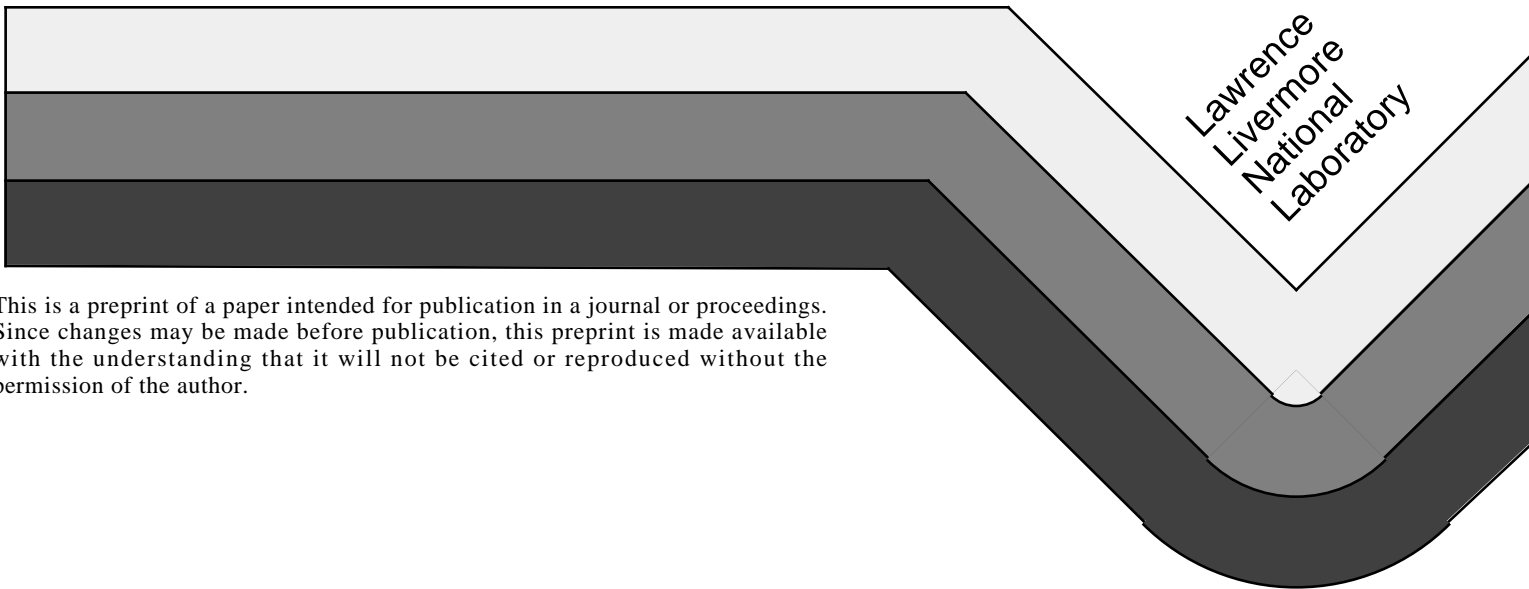 Lawrence
Livermore
National
Laboratory
This is a preprint of a paper intended for publication in a journal or proceedings.
Since changes may be made before publication, this preprint is made available
with the understanding that it will not be cited or reproduced without the
permission of the author.